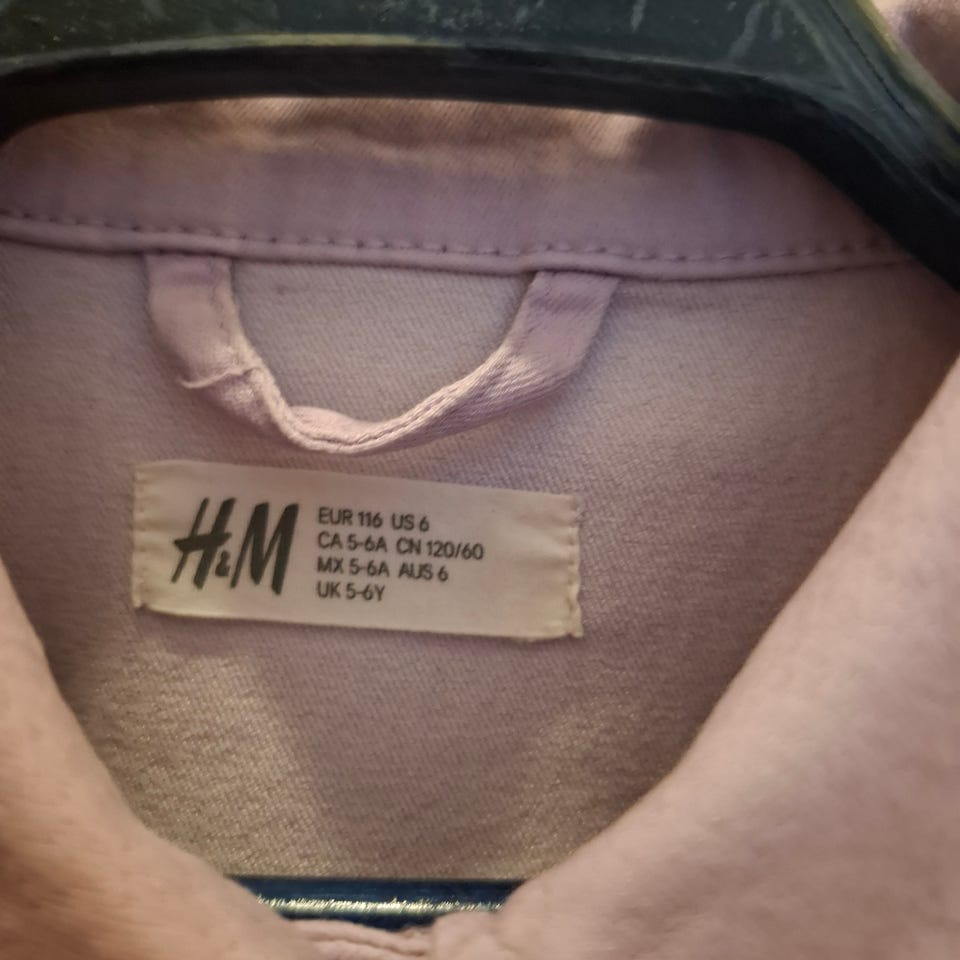 H&M
EUR 116 US 6
CA 5-6A CN 120/60
MX 5-6A AUS 6
UK 5-6Y